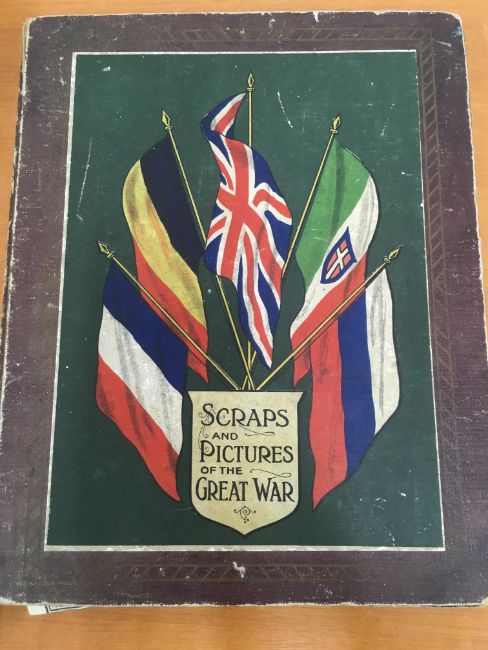 SCRAPS
AND
PICTURES
OF THE
GREAT WAR